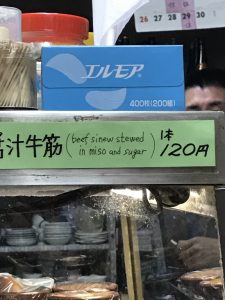 26 27 28 29 30
エルモア
400枚(200組)
汁牛筋 (beef sinew stewed in miso and sugar) 1本 120円